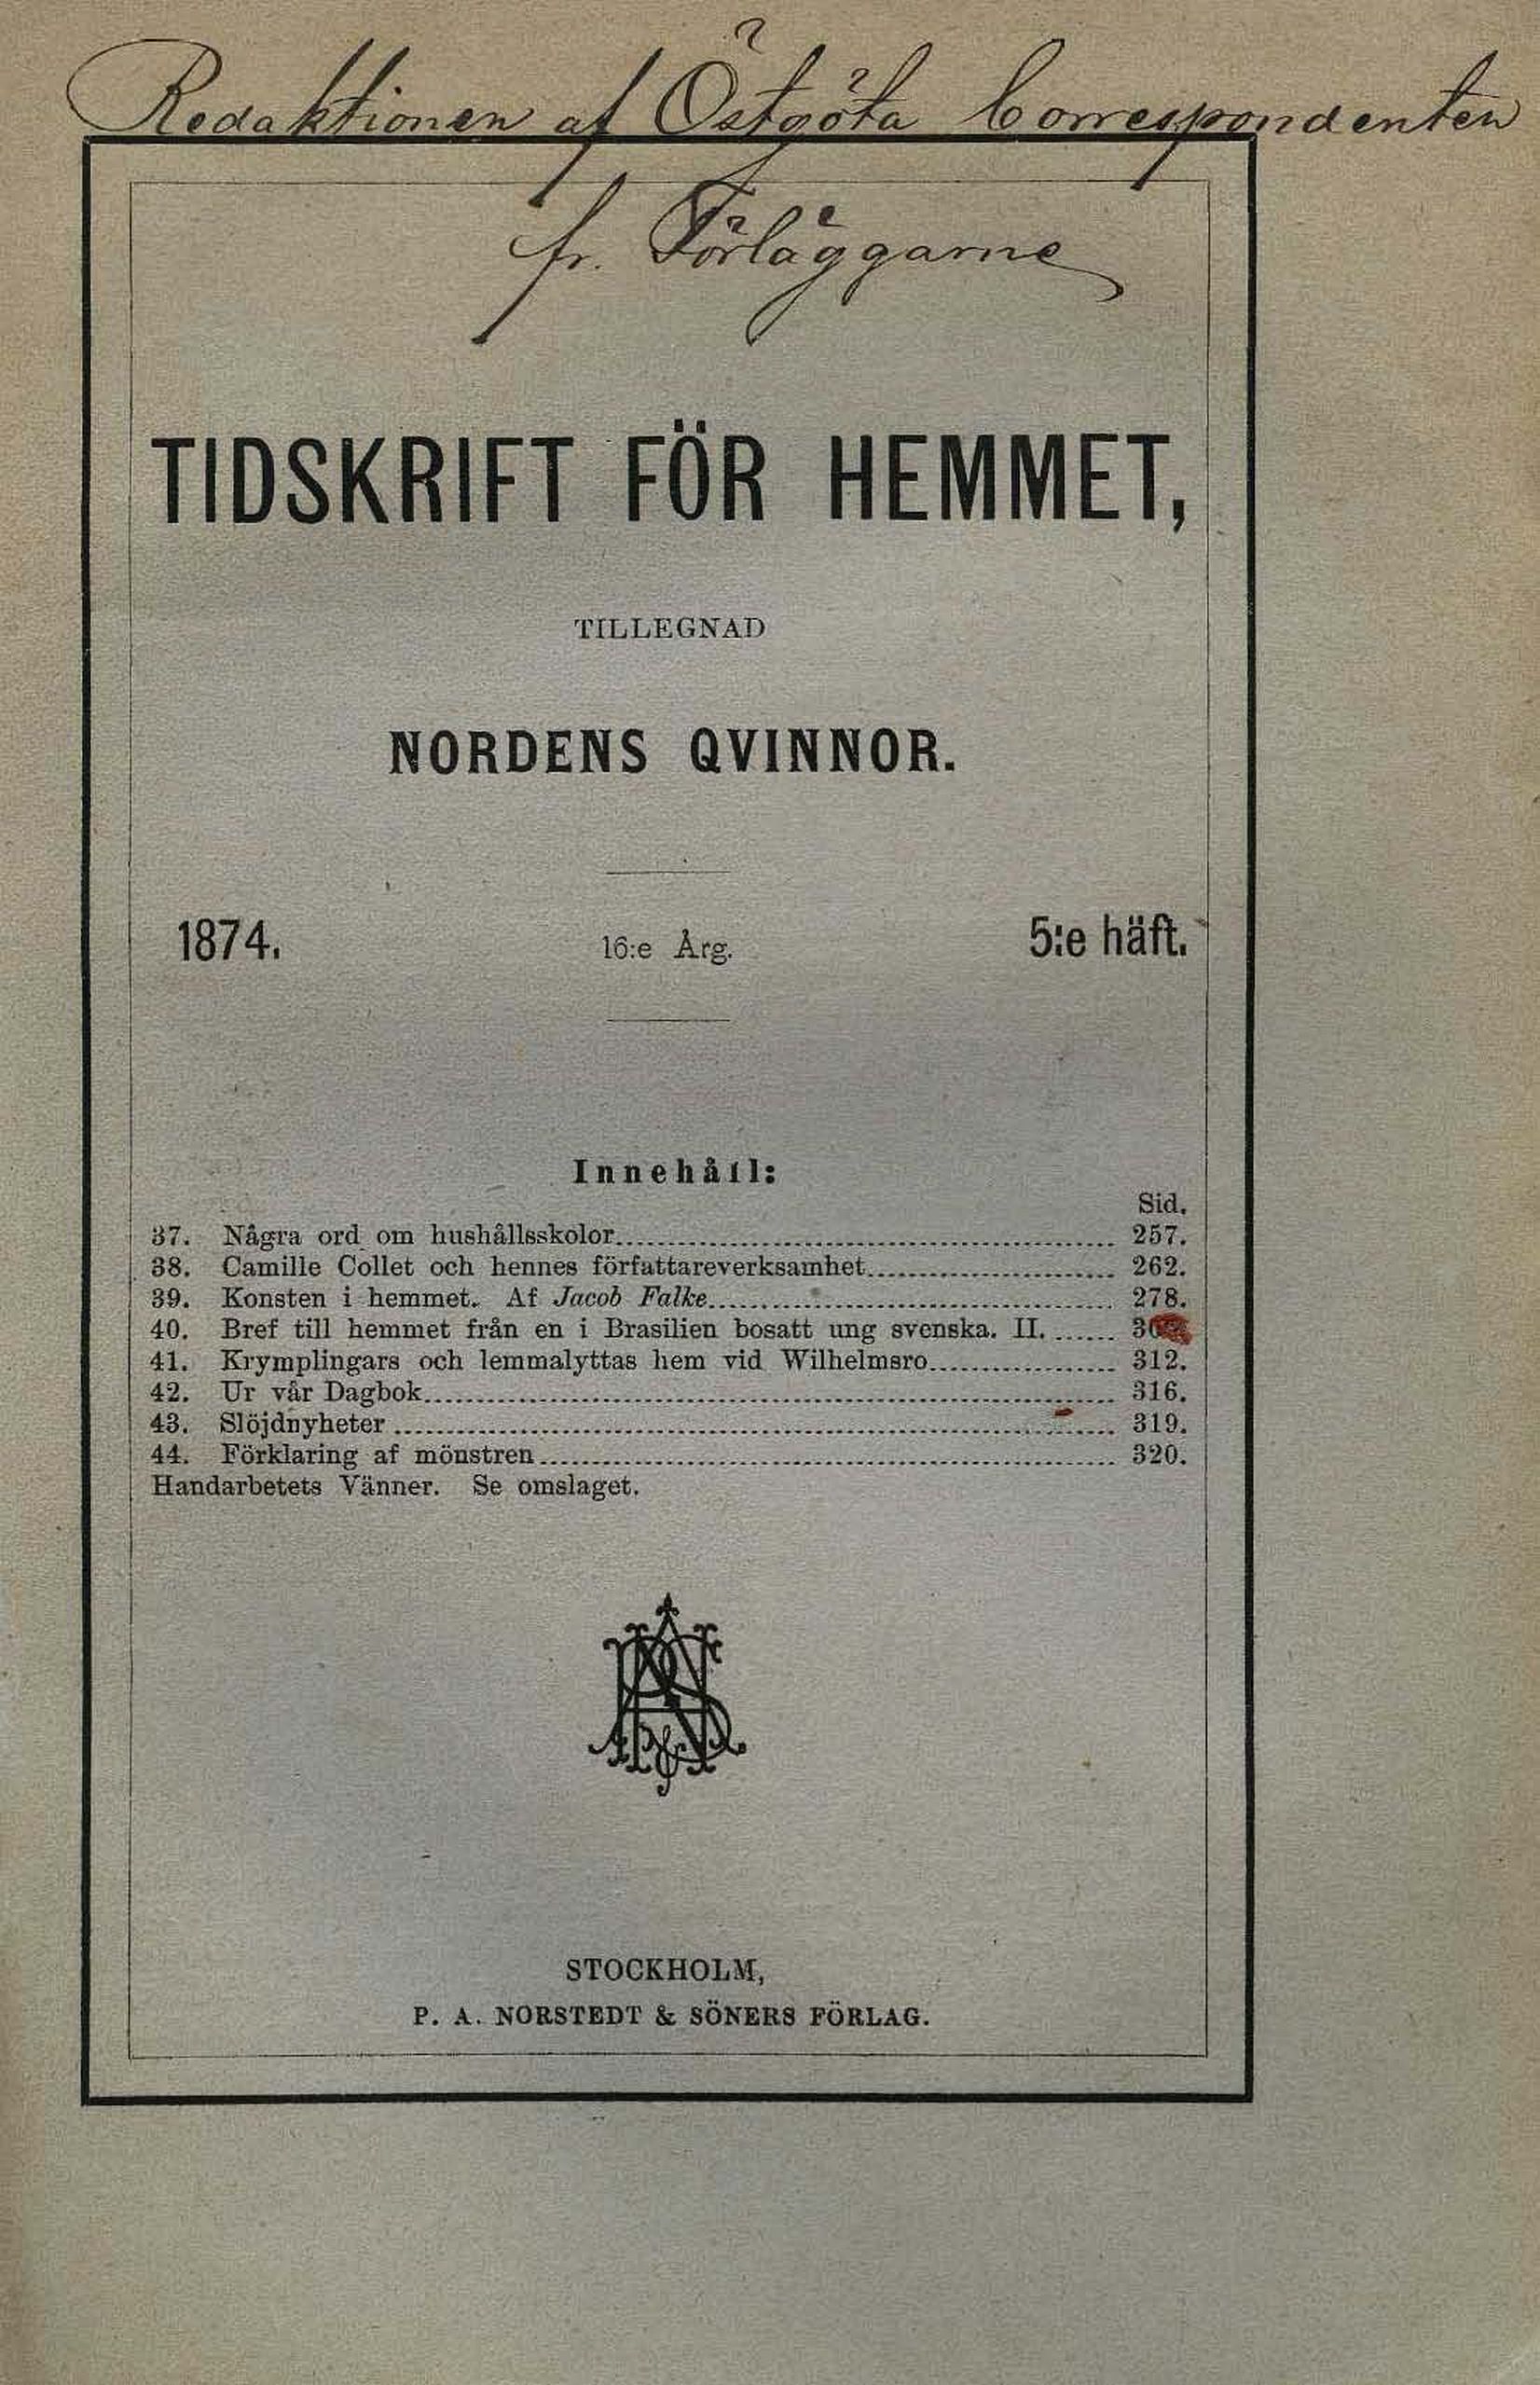 Redaktionen af Östgöta Correspondenten
fr. Förläggarne
TIDSKRIFT FÖR HEMMET,
TILLEGNAD
NORDENS QVINNOR.
1874. 16:e Årg. 5:e häft.
Innehåll:
Sid.
37. Några ord om hushållsskolor 257.
38. Camille Collet och hennes författareverksamhet 262.
39. Konsten i hemmet. Af Jacob Falke 278.
40. Bref till hemmet från en i Brasilien bosatt ung svenska. II.
41. Krymplingars och lemmalyttas hem vid Wilhelmsro 312.
42. Ur vår Dagbok 316.
43. Slöjdnyheter 319.
44. Förklaring af mönstren 320.
Handarbetets Vänner. Se omslaget.
STOCKHOLM,
P. A. NORSTEDT & SÖNERS FÖRLAG.